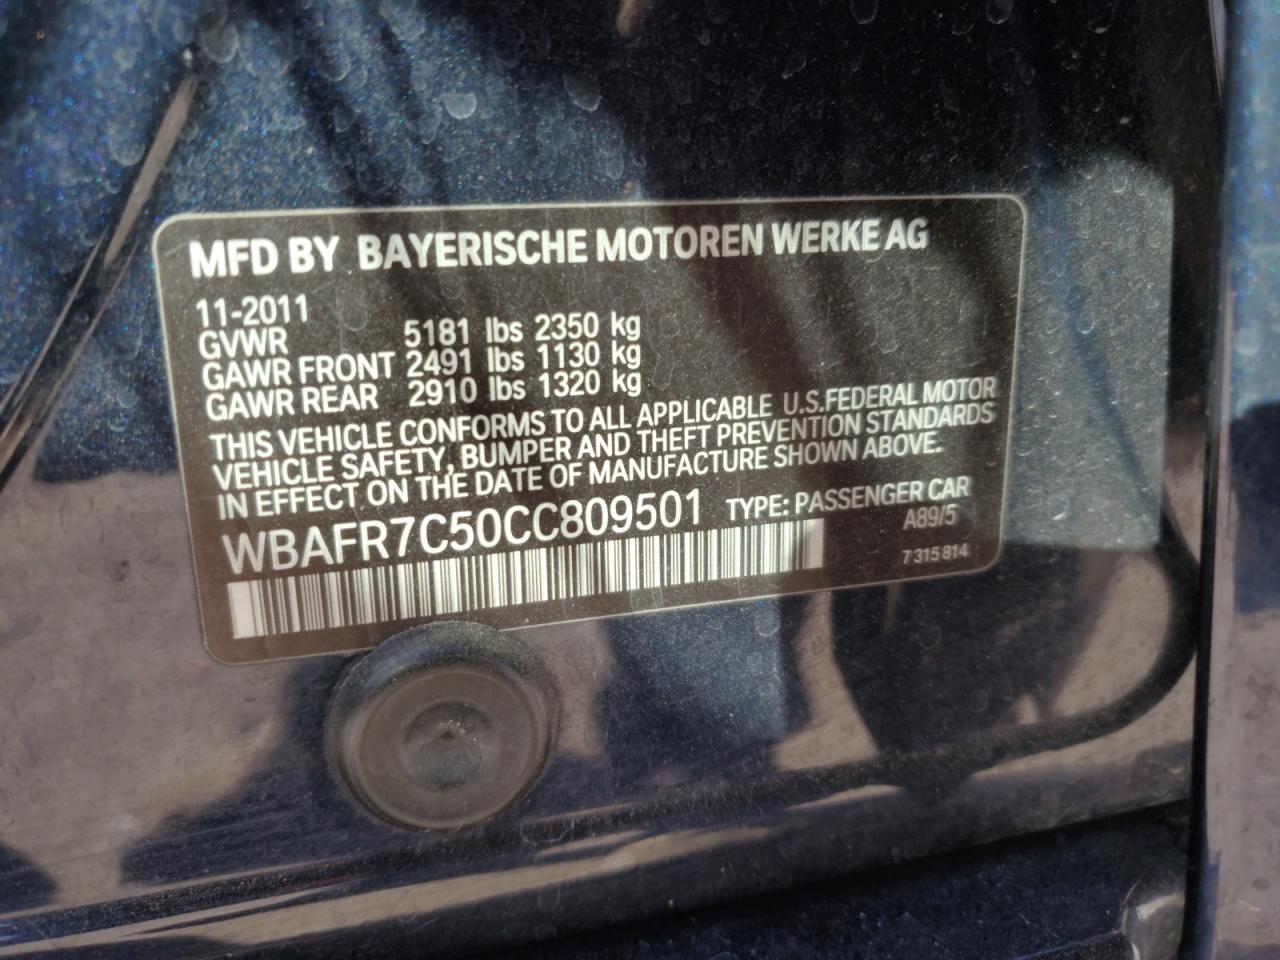 MFD BY BAYERISCHE MOTOREN WERKE AG
11-2011
GVWR 5181 lbs 2350 kg
GAWR FRONT 2491 lbs 1130 kg
GAWR REAR 2910 lbs 1320 kg
THIS VEHICLE CONFORMS TO ALL APPLICABLE U.S.FEDERAL MOTOR
VEHICLE SAFETY, BUMPER AND THEFT PREVENTION STANDARDS
IN EFFECT ON THE DATE OF MANUFACTURE SHOWN ABOVE.
WBAFR7C50CC809501 TYPE: PASSENGER CAR
A89/5
7 315 814